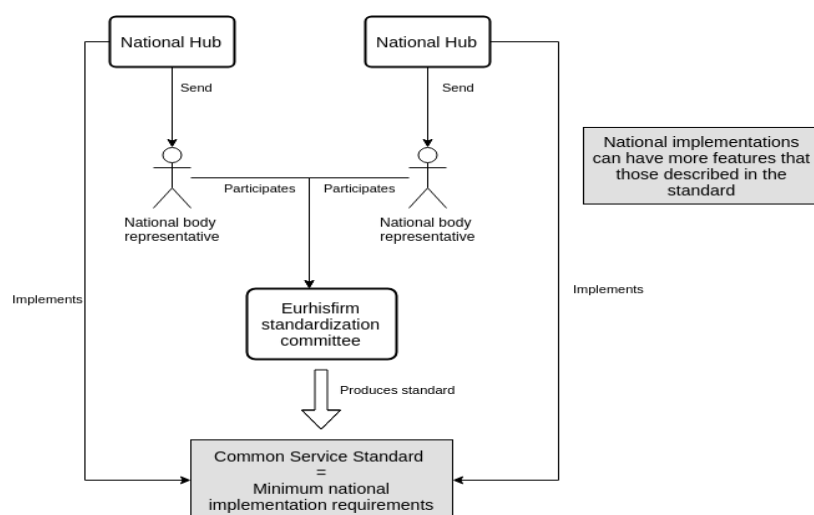 National Hub
National Hub
Send
Send
National implementations
can have more features that
those described in the
standard
Participates
Participates
National body
representative
National body
representative
Implements
Implements
Eurhisfirm
standardization
committee
Produces standard
Common Service Standard
=
Minimum national
implementation requirements